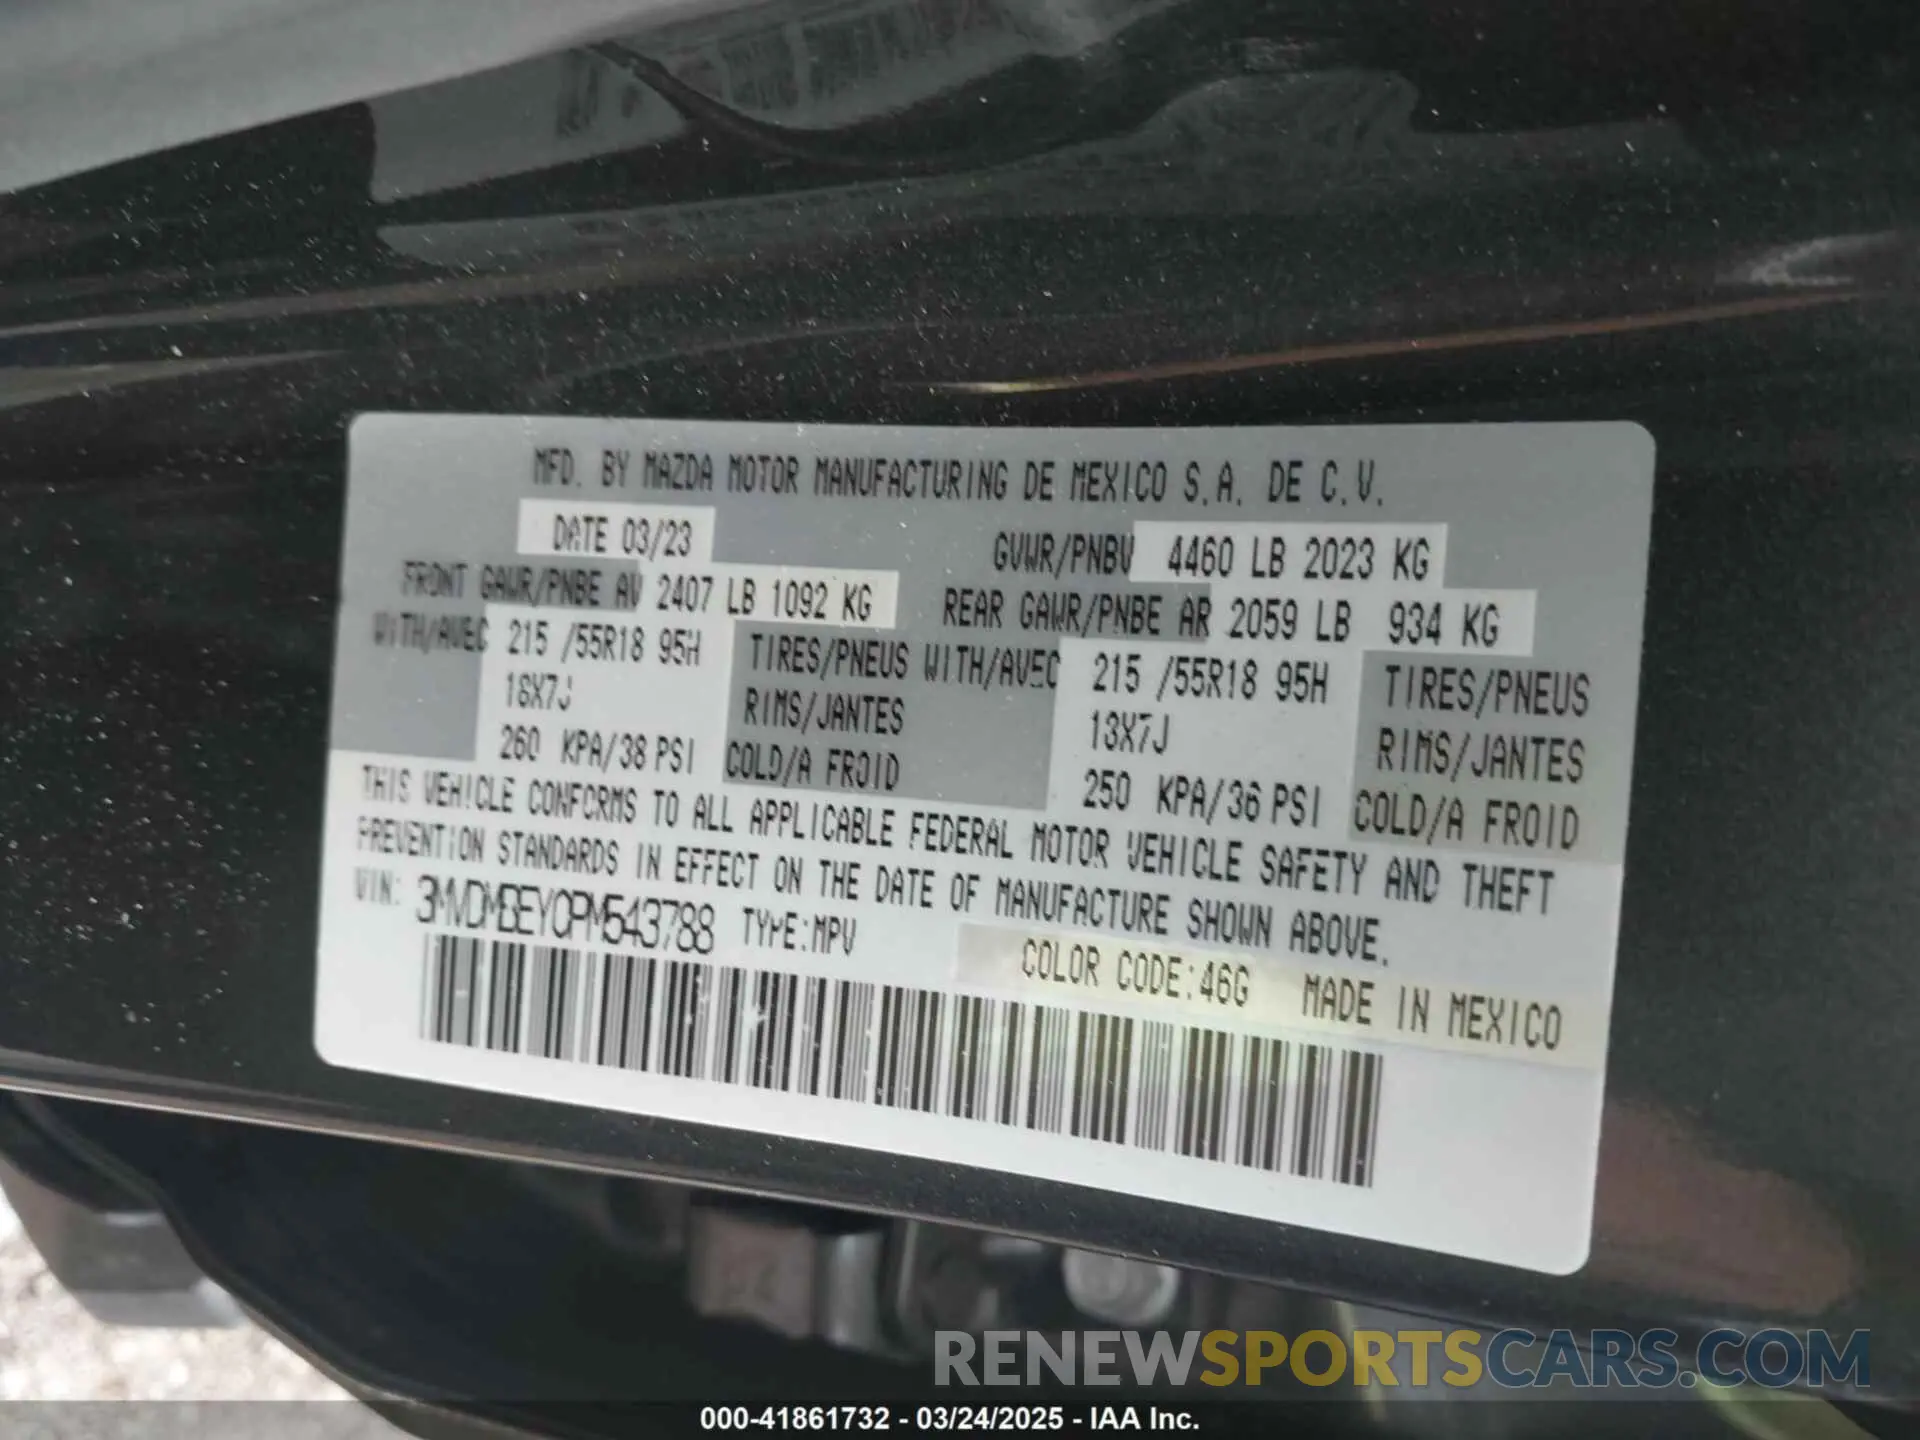 MFD. BY MAZDA MOTOR MANUFACTURING DE MEXICO S.A. DE C.V.
DATE 03/23 GVWR/PNBV 4460 LB 2023 KG
FRONT GAWR/PNBE AV 2407 LB 1092 KG REAR GAWR/PNBE AR 2059 LB 934 KG
WITH/AVEC 215 /55R18 95H TIRES/PNEUS WITH/AVEC 215 /55R18 95H TIRES/PNEUS
18X7J RIMS/JANTES 18X7J RIMS/JANTES
260 KPA/38 PSI COLD/A FROID 250 KPA/36 PSI COLD/A FROID
THIS VEHICLE CONFORMS TO ALL APPLICABLE FEDERAL MOTOR VEHICLE SAFETY AND THEFT
PREVENTION STANDARDS IN EFFECT ON THE DATE OF MANUFACTURE SHOWN ABOVE.
VIN: 3MVDMBEY0PM543788 TYPE:MPV
COLOR CODE:46G MADE IN MEXICO
RENEWSPORTSCARS.COM
000-41861732 - 03/24/2025 - IAA Inc.